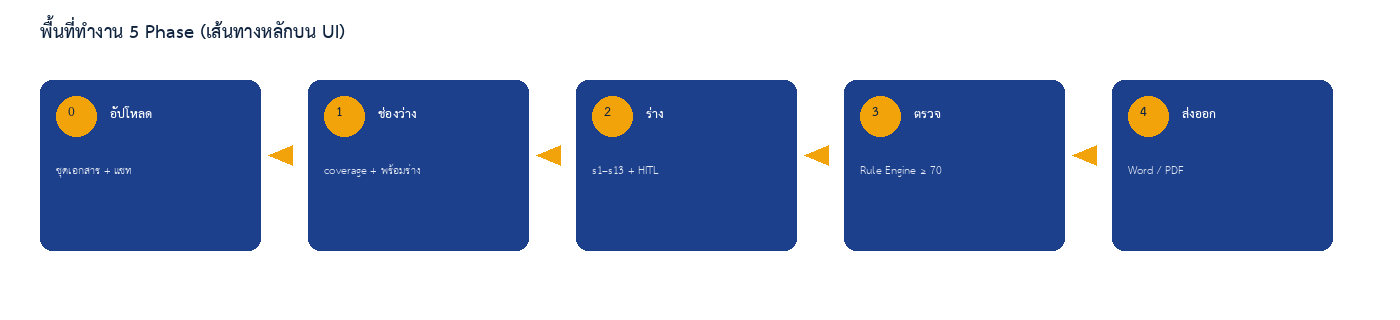 พื้นที่ทำงาน 5 Phase (เส้นทางหลักบน UI)
0 อัปโหลด
ชุดเอกสาร + แชท
1 ช่องว่าง
coverage + พร้อมร่าง
2 ร่าง
s1–s13 + HITL
3 ตรวจ
Rule Engine ≥ 70
4 ส่งออก
Word / PDF